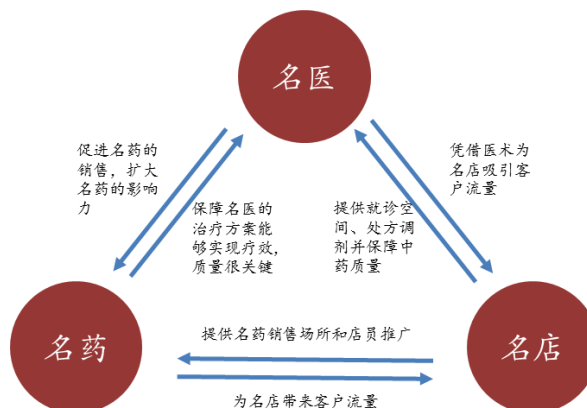 名医
促进名药的
销售，扩大
名药的影响
力
凭借医术为
名店吸引客
户流量
保障名医的
治疗方案能
够实现疗效，
质量很关键
提供就诊空
间、处方调
剂并保障中
药质量
名药
提供名药销售场所和店员推广
名店
为名店带来客户流量